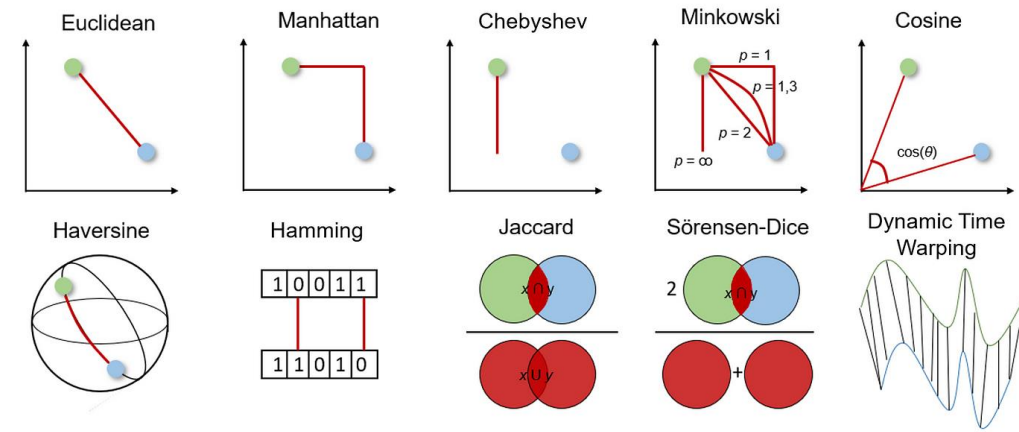 Euclidean
Manhattan
Chebyshev
Minkowski
Cosine
p = 1
p = 1,3
p = 2
p = ∞
cos(θ)
Haversine
Hamming
Jaccard
Sörensen-Dice
Dynamic Time
Warping
1 0 0 1 1
1 1 0 1 0
x ∩ y
x ∪ y
2
x ∩ y
+